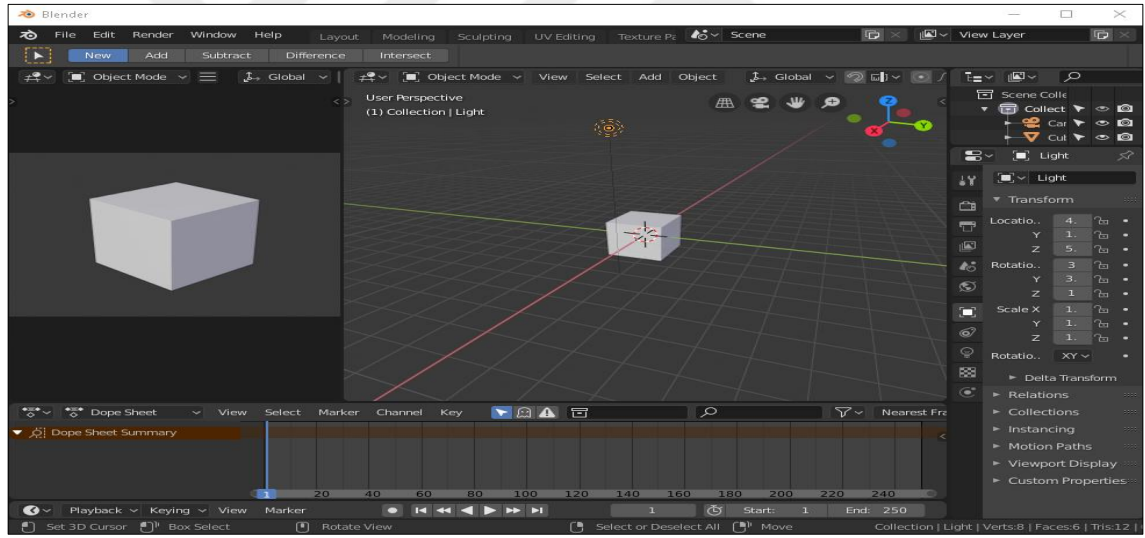 Blender
File Edit Render Window Help Layout Modeling Sculpting UV Editing Texture Pa Scene View Layer
New Add Subtract Difference Intersect
Object Mode Global Object Mode View Select Add Object Global
User Perspective
(1) Collection | Light
X
Y
Z
Scene Colle
Collect
Car
Cul
Light
Light
Transform
Locatio.. 4.
Y 1.
Z 5.
Rotatio.. 3
Y 3.
Z 1
Scale X 1.
Y 1.
Z 1.
Rotatio.. XY
Delta Transform
Relations
Collections
Instancing
Motion Paths
Viewport Display
Custom Properties
Dope Sheet View Select Marker Channel Key Nearest Fra
Dope Sheet Summary
1 20 40 60 80 100 120 140 160 180 200 220 240
Playback Keying View Marker 1 Start: 1 End: 250
Set 3D Cursor Box Select Rotate View Select or Deselect All Move Collection | Light | Verts:8 | Faces:6 | Tris:12 |